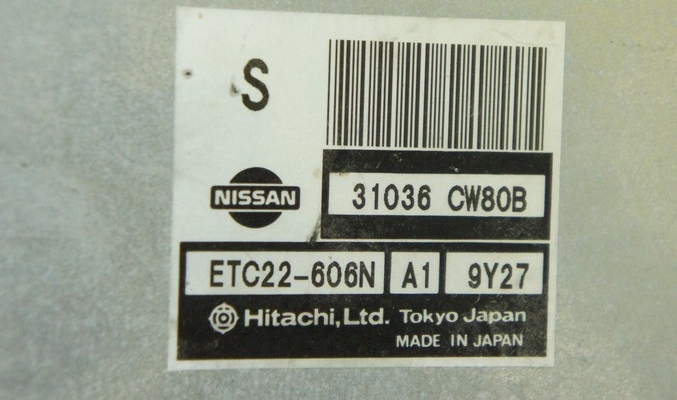 S
NISSAN
31036 CW80B
ETC22-606N A1 9Y27
Hitachi, Ltd. Tokyo Japan
MADE IN JAPAN